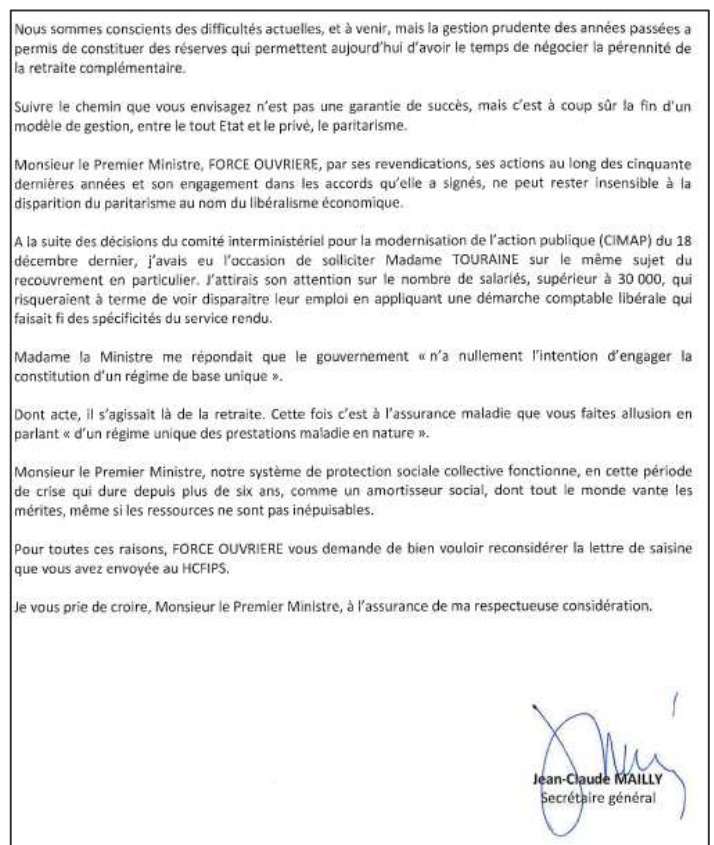 Nous sommes conscients des difficultés actuelles, et à venir, mais la gestion prudente des années passées a
permis de constituer des réserves qui permettent aujourd'hui d'avoir le temps de négocier la pérennité de
la retraite complémentaire.
Suivre le chemin que vous envisagez n'est pas une garantie de succès, mais c'est à coup sûr la fin d'un
modèle de gestion, entre le tout Etat et le privé, le paritarisme.
Monsieur le Premier Ministre, FORCE OUVRIERE, par ses revendications, ses actions au long des cinquante
dernières années et son engagement dans les accords qu'elle a signés, ne peut rester insensible à la
disparition du paritarisme au nom du libéralisme économique.
A la suite des décisions du comité interministériel pour la modernisation de l'action publique (CIMAP) du 18
décembre dernier, j'avais eu l'occasion de solliciter Madame TOURAINE sur le même sujet du
recouvrement en particulier. J'attirais son attention sur le nombre de salariés, supérieur à 30 000, qui
risqueraient à terme de voir disparaitre leur emploi en appliquant une démarche comptable libérale qui
faisait fi des spécificités du service rendu.
Madame la Ministre me répondait que le gouvernement « n'a nullement l'intention d'engager la
constitution d'un régime de base unique ».
Dont acte, il s'agissait là de la retraite. Cette fois c'est à l'assurance maladie que vous faites allusion en
parlant « d'un régime unique des prestations maladie en nature ».
Monsieur le Premier Ministre, notre système de protection sociale collective fonctionne, en cette période
de crise qui dure depuis plus de six ans, comme un amortisseur social, dont tout le monde vante les
mérites, même si les ressources ne sont pas inépuisables.
Pour toutes ces raisons, FORCE OUVRIERE vous demande de bien vouloir reconsidérer la lettre de saisine
que vous avez envoyée au HCFIPS.
Je vous prie de croire, Monsieur le Premier Ministre, à l'assurance de ma respectueuse considération.
Jean-Claude MAILLY
Secrétaire général